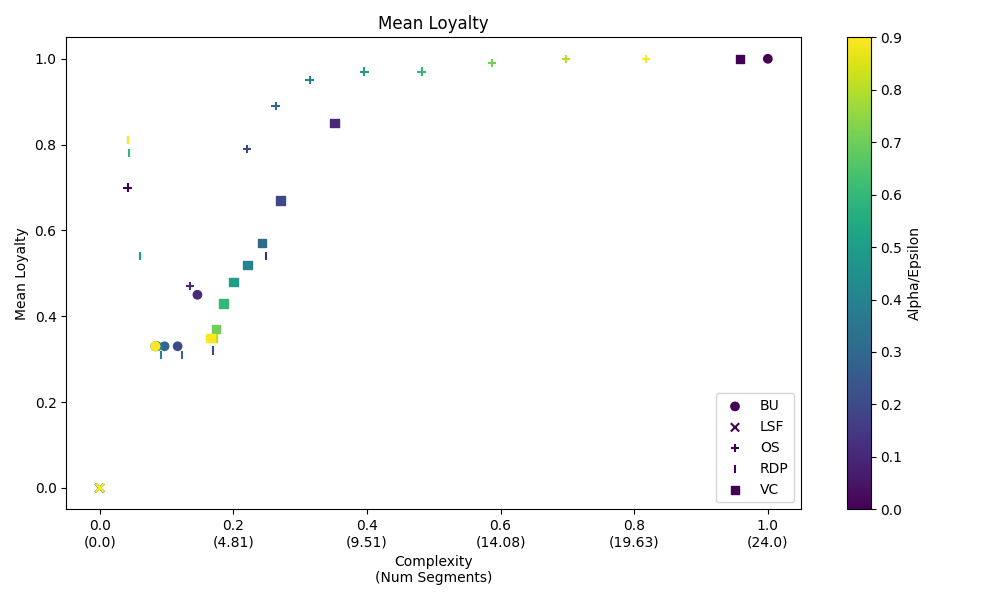 Mean Loyalty
Mean Loyalty
1.0
0.8
0.6
0.4
0.2
0.0
0.0
(0.0)
0.2
(4.81)
0.4
(9.51)
0.6
(14.08)
0.8
(19.63)
1.0
(24.0)
Complexity
(Num Segments)
BU
LSF
OS
RDP
VC
0.9
0.8
0.7
0.6
0.5
0.4
0.3
0.2
0.1
0.0
Alpha/Epsilon